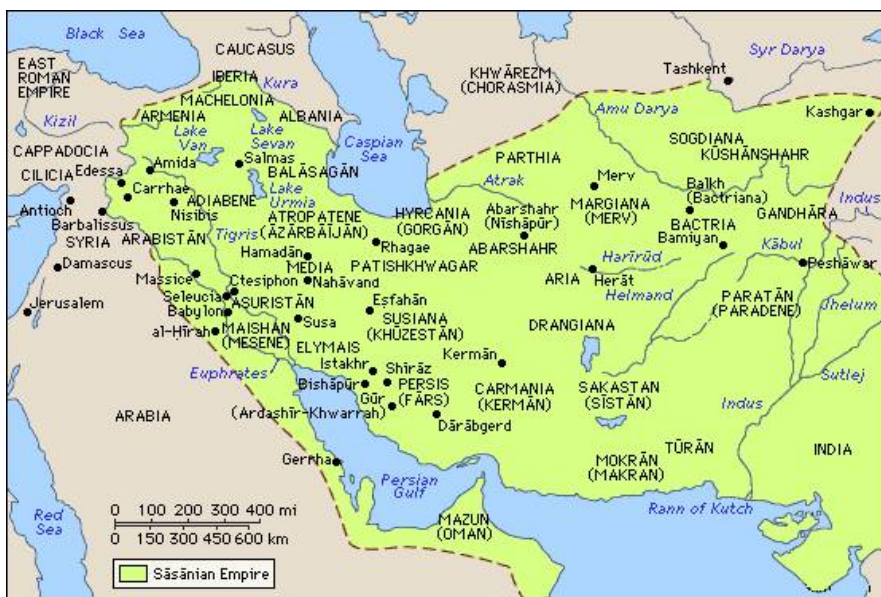 Black Sea
CAUCASUS
Syr Darya
EAST
ROMAN
EMPIRE
IBERIA
Kura
KHWĀREZM
(CHORASMIA)
Tashkent
MACHELONIA
Kizil
ARMENIA
ALBANIA
Amu Darya
Kashgar
Lake
Van
Lake
Sevan
Caspian
Sea
SOGDIANA
KŪSHĀNSHAHR
CAPPADOCIA
Amida
Salmas
BALĀSAGĀN
PARTHIA
CILICIA
Edessa
Carrhae
Lake
Urmia
Atrak
Merv
Balkh
(Bactriana)
Indus
Antioch
ADIABENE
Nisibis
HYRCANIA
(GORGĀN)
Abarshahr
(Nīshāpūr)
MARGIANA
(MERV)
GANDHĀRA
Barbalissus
SYRIA
ARABISTĀN
Tigris
ATROPATENE
(ĀZĀRBĀIJĀN)
Rhagae
ABARSHAHR
BACTRIA
Bamiyan
Kābul
Damascus
Hamadān
MEDIA
PATISHKHWAGAR
Harīrūd
Peshāwar
Massice
Ctesiphon
Nahāvand
ARIA
Herāt
Helmand
Jerusalem
Seleucia
ASURISTĀN
Eşfahān
PARATĀN
(PARADENE)
Jhelum
Babylon
Susa
SUSIANA
(KHŪZESTĀN)
DRANGIANA
al-Ḥīrah
MAISHĀN
(MESENE)
ELYMAIS
Kermān
Istakhr
Shīrāz
Euphrates
Bishāpūr
PERSIS
(FĀRS)
CARMANIA
(KERMĀN)
SAKASTAN
(SĪSTĀN)
Sutlej
Gūr
(Ardashīr-Khwarrah)
Indus
ARABIA
Dārābgerd
TŪRĀN
INDIA
Gerrha
MOKRĀN
(MAKRAN)
Persian
Gulf
Rann of Kutch
Red
Sea
0 100 200 300 400 mi
0 150 300 450 600 km
MAZUN
(OMAN)
Sāsānian Empire